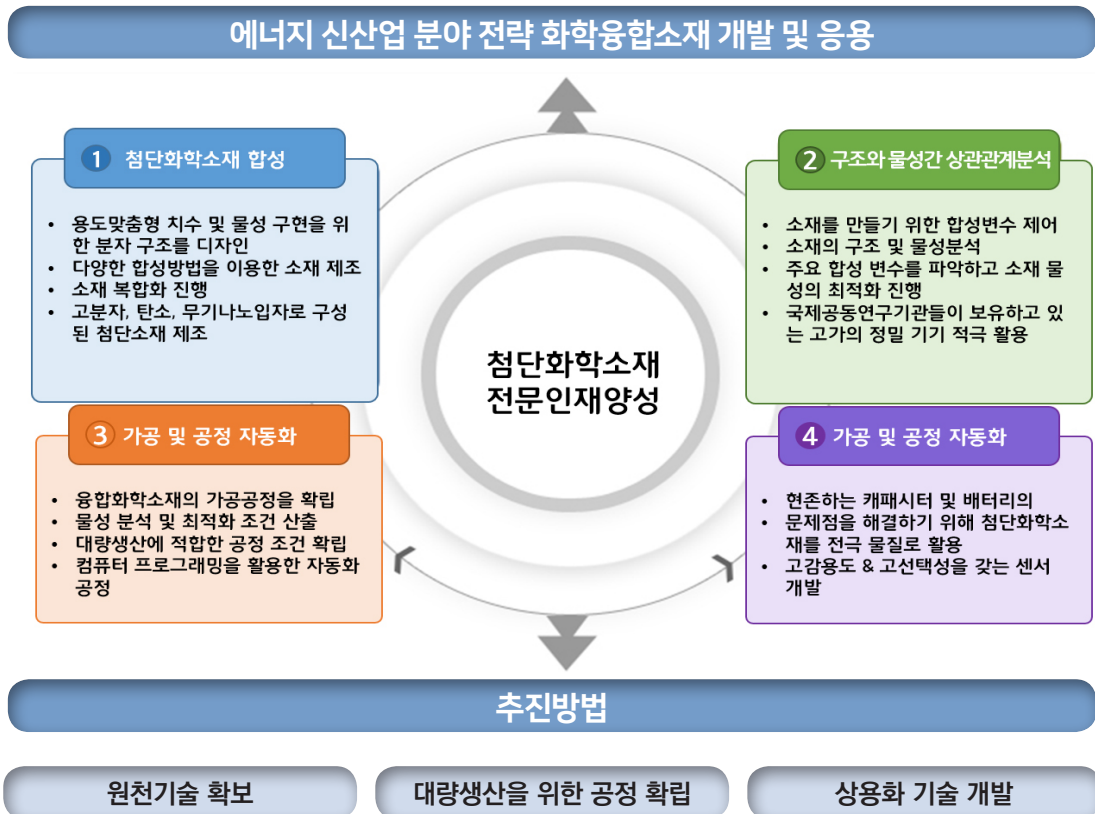 에너지 신산업 분야 전략 화학융합소재 개발 및 응용
1 첨단화학소재 합성
• 용도맞춤형 치수 및 물성 구현을 위
한 분자 구조를 디자인
• 다양한 합성방법을 이용한 소재 제조
• 소재 복합화 진행
• 고분자, 탄소, 무기나노입자로 구성
된 첨단소재 제조
2 구조와 물성간 상관관계분석
• 소재를 만들기 위한 합성변수 제어
• 소재의 구조 및 물성분석
• 주요 합성 변수를 파악하고 소재 물
성의 최적화 진행
• 국제공동연구기관들이 보유하고 있
는 고가의 정밀 기기 적극 활용
첨단화학소재
전문인재양성
3 가공 및 공정 자동화
• 융합화학소재의 가공공정을 확립
• 물성 분석 및 최적화 조건 산출
• 대량생산에 적합한 공정 조건 확립
• 컴퓨터 프로그래밍을 활용한 자동화
공정
4 가공 및 공정 자동화
• 현존하는 캐패시터 및 배터리의
• 문제점을 해결하기 위해 첨단화학소
재를 전극 물질로 활용
• 고감용도 & 고선택성을 갖는 센서
개발
추진방법
원천기술 확보
대량생산을 위한 공정 확립
상용화 기술 개발